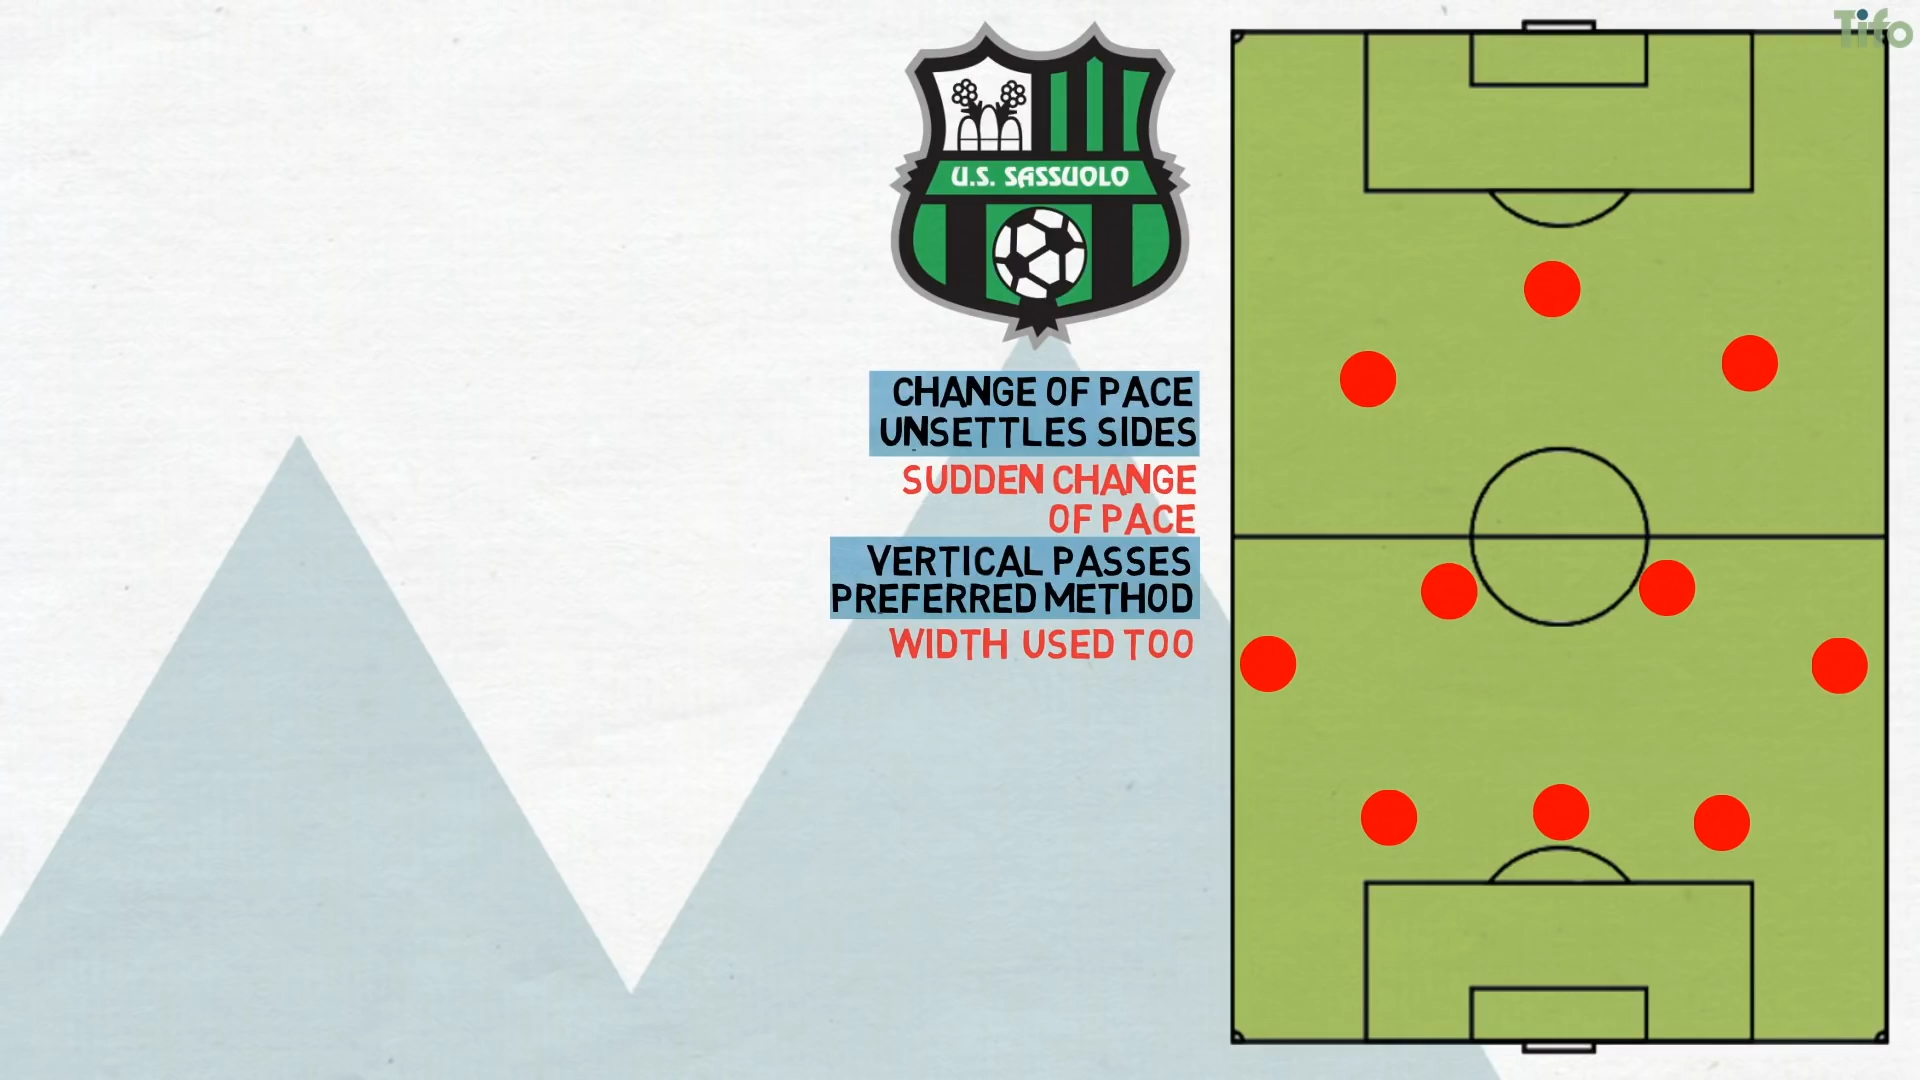 Tifo
U.S. SASSUOLO
CHANGE OF PACE
UNSETTLES SIDES
SUDDEN CHANGE
OF PACE
VERTICAL PASSES
PREFERRED METHOD
WIDTH USED TOO